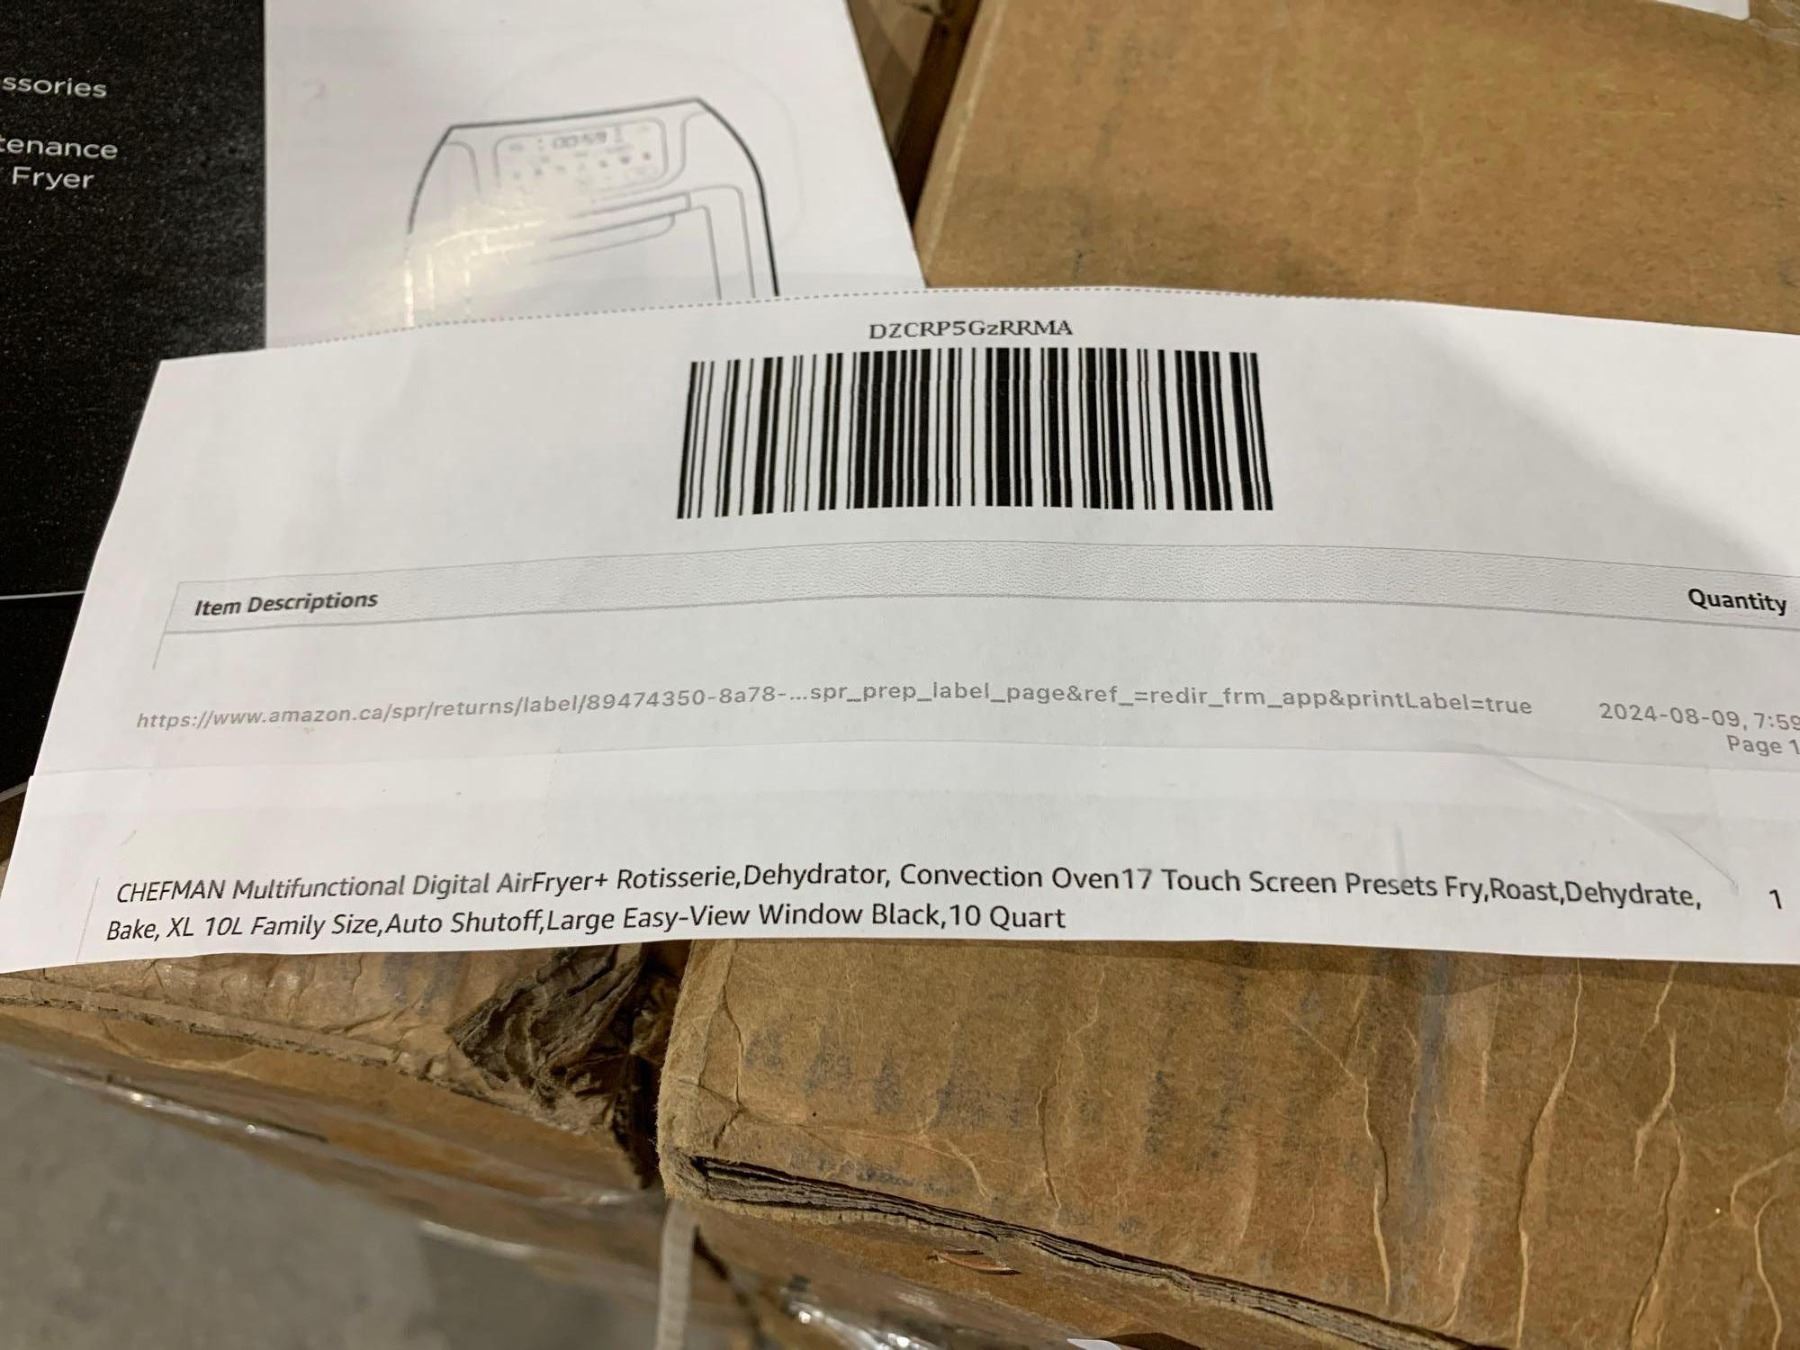 ssories
tenance
Fryer
00:59
DZCRP5GzRRMA
Item Descriptions Quantity
https://www.amazon.ca/spr/returns/label/89474350-8a78-...spr_prep_label_page&ref_=redir_frm_app&printLabel=true 2024-08-09, 7:59
Page 1
CHEFMAN Multifunctional Digital AirFryer+ Rotisserie,Dehydrator, Convection Oven17 Touch Screen Presets Fry,Roast,Dehydrate, 1
Bake, XL 10L Family Size,Auto Shutoff,Large Easy-View Window Black,10 Quart